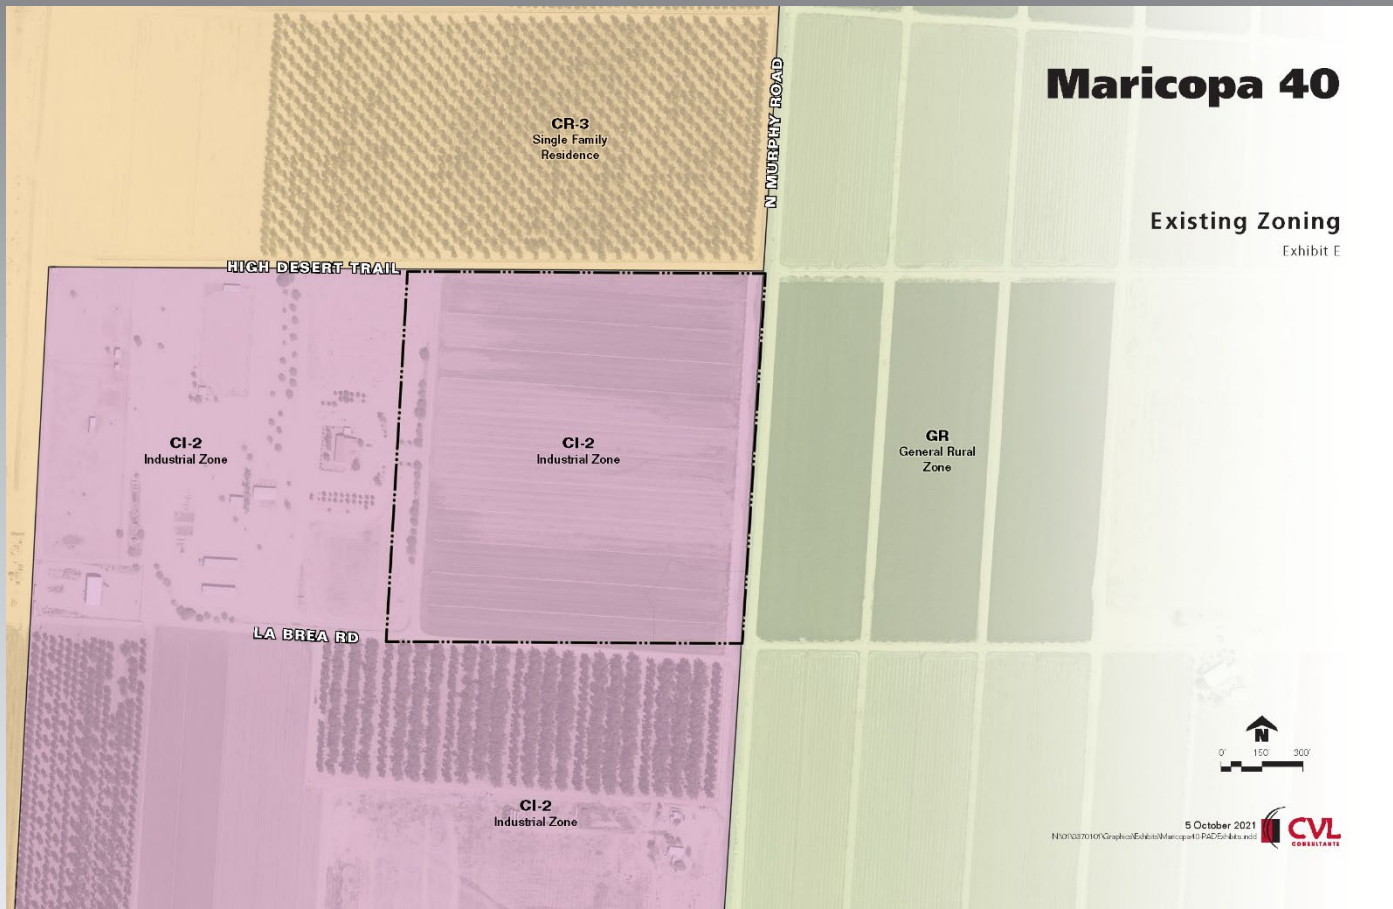 Maricopa 40
Existing Zoning
Exhibit E
N MURPHY ROAD
CR-3
Single Family
Residence
HIGH DESERT TRAIL
CI-2
Industrial Zone
CI-2
Industrial Zone
GR
General Rural
Zone
LA BREA RD
CI-2
Industrial Zone
N
0' 150' 300'
5 October 2021
CVL
CONSULTANTS